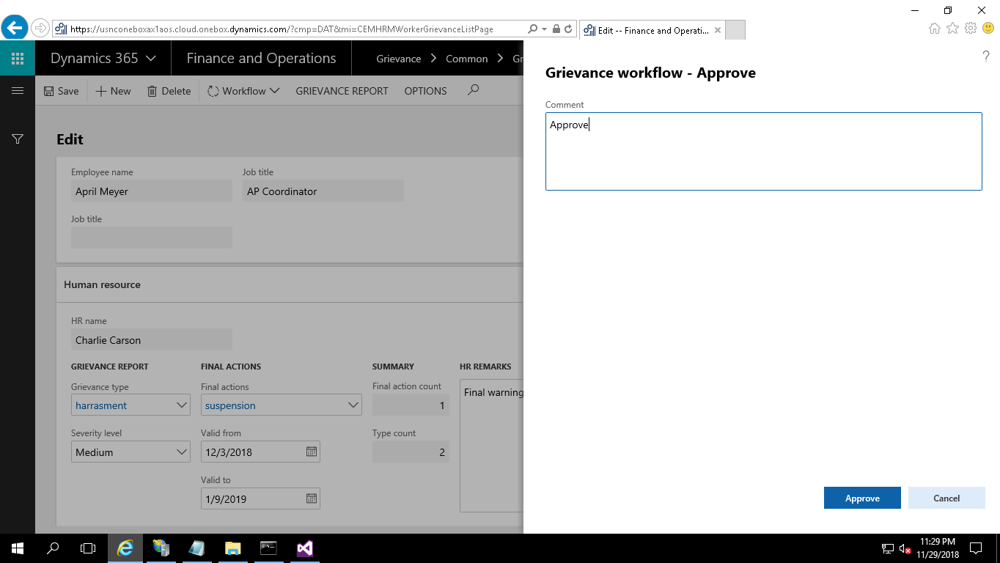 https://usnconeboxax1aos.cloud.onebox.dynamics.com/?cmp=DAT&mi=CEMHRMWorkerGrievanceListPage
Edit -- Finance and Operati...
Dynamics 365
Finance and Operations
Grievance > Common > Gr
Save
New
Delete
Workflow
GRIEVANCE REPORT
OPTIONS
Edit
Employee name
Job title
April Meyer
AP Coordinator
Job title
Human resource
HR name
Charlie Carson
GRIEVANCE REPORT
FINAL ACTIONS
SUMMARY
HR REMARKS
Grievance type
Final actions
Final action count
harrasment
suspension
1
Final warning
Severity level
Valid from
Type count
Medium
12/3/2018
2
Valid to
1/9/2019
?
Grievance workflow - Approve
Comment
Approve
Approve
Cancel
11:29 PM
11/29/2018